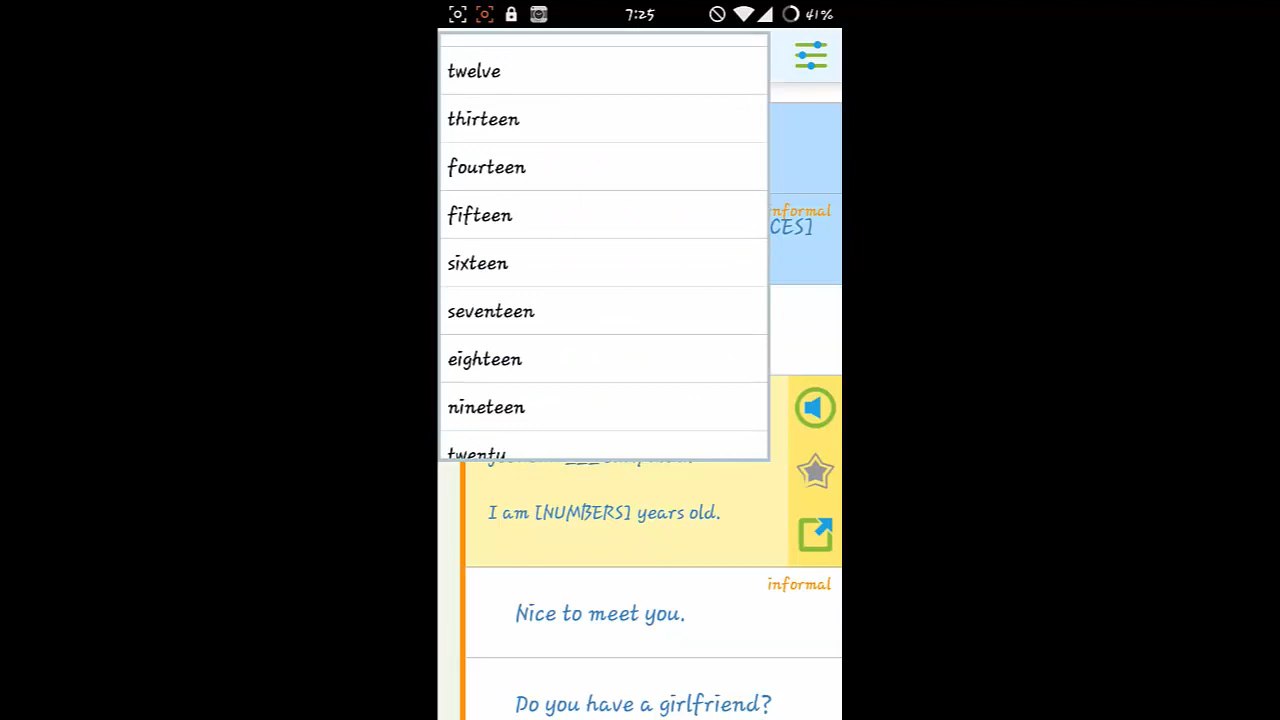 7:25
41%
twelve
thirteen
fourteen
informal
CES]
fifteen
sixteen
seventeen
eighteen
nineteen
twenty
I am [NUMBERS] years old.
informal
Nice to meet you.
Do you have a girlfriend?